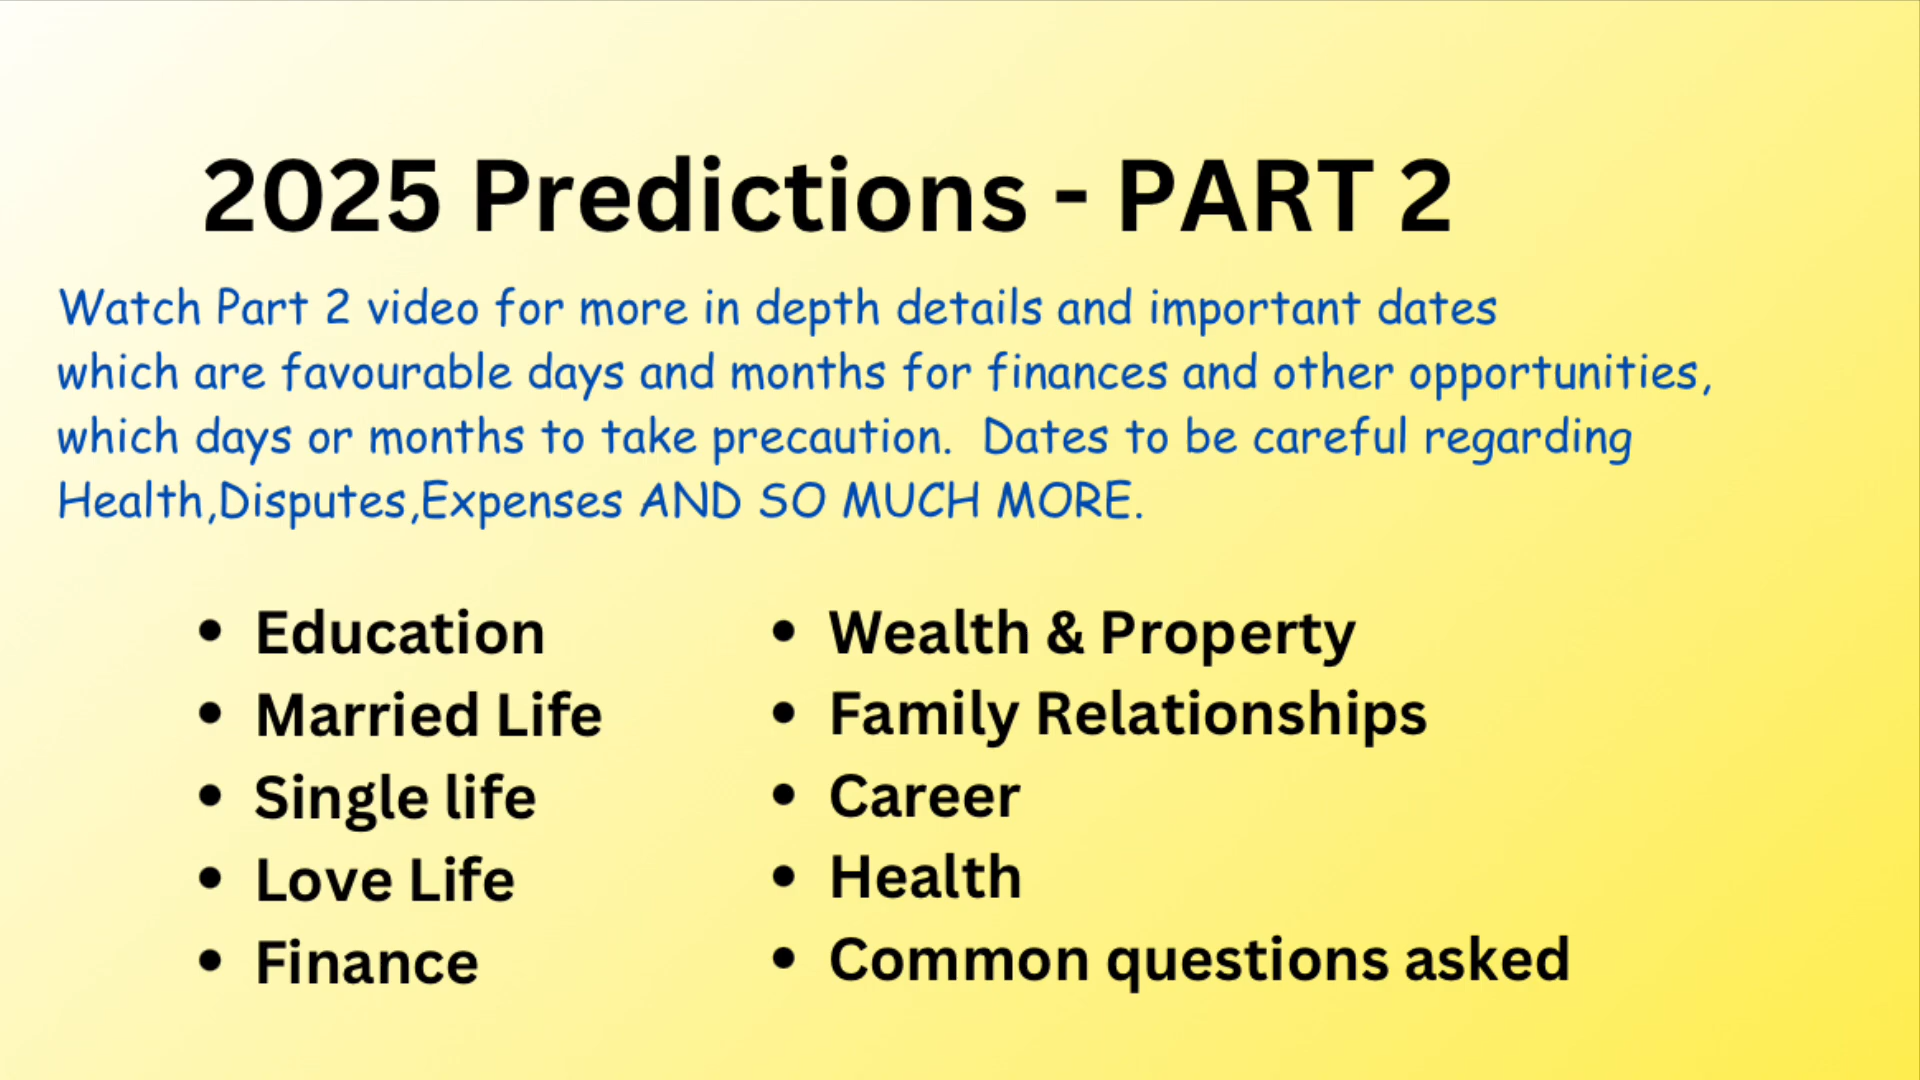 2025 Predictions - PART 2
Watch Part 2 video for more in depth details and important dates
which are favourable days and months for finances and other opportunities,
which days or months to take precaution.  Dates to be careful regarding
Health,Disputes,Expenses AND SO MUCH MORE.
• Education
• Married Life
• Single life
• Love Life
• Finance
• Wealth & Property
• Family Relationships
• Career
• Health
• Common questions asked